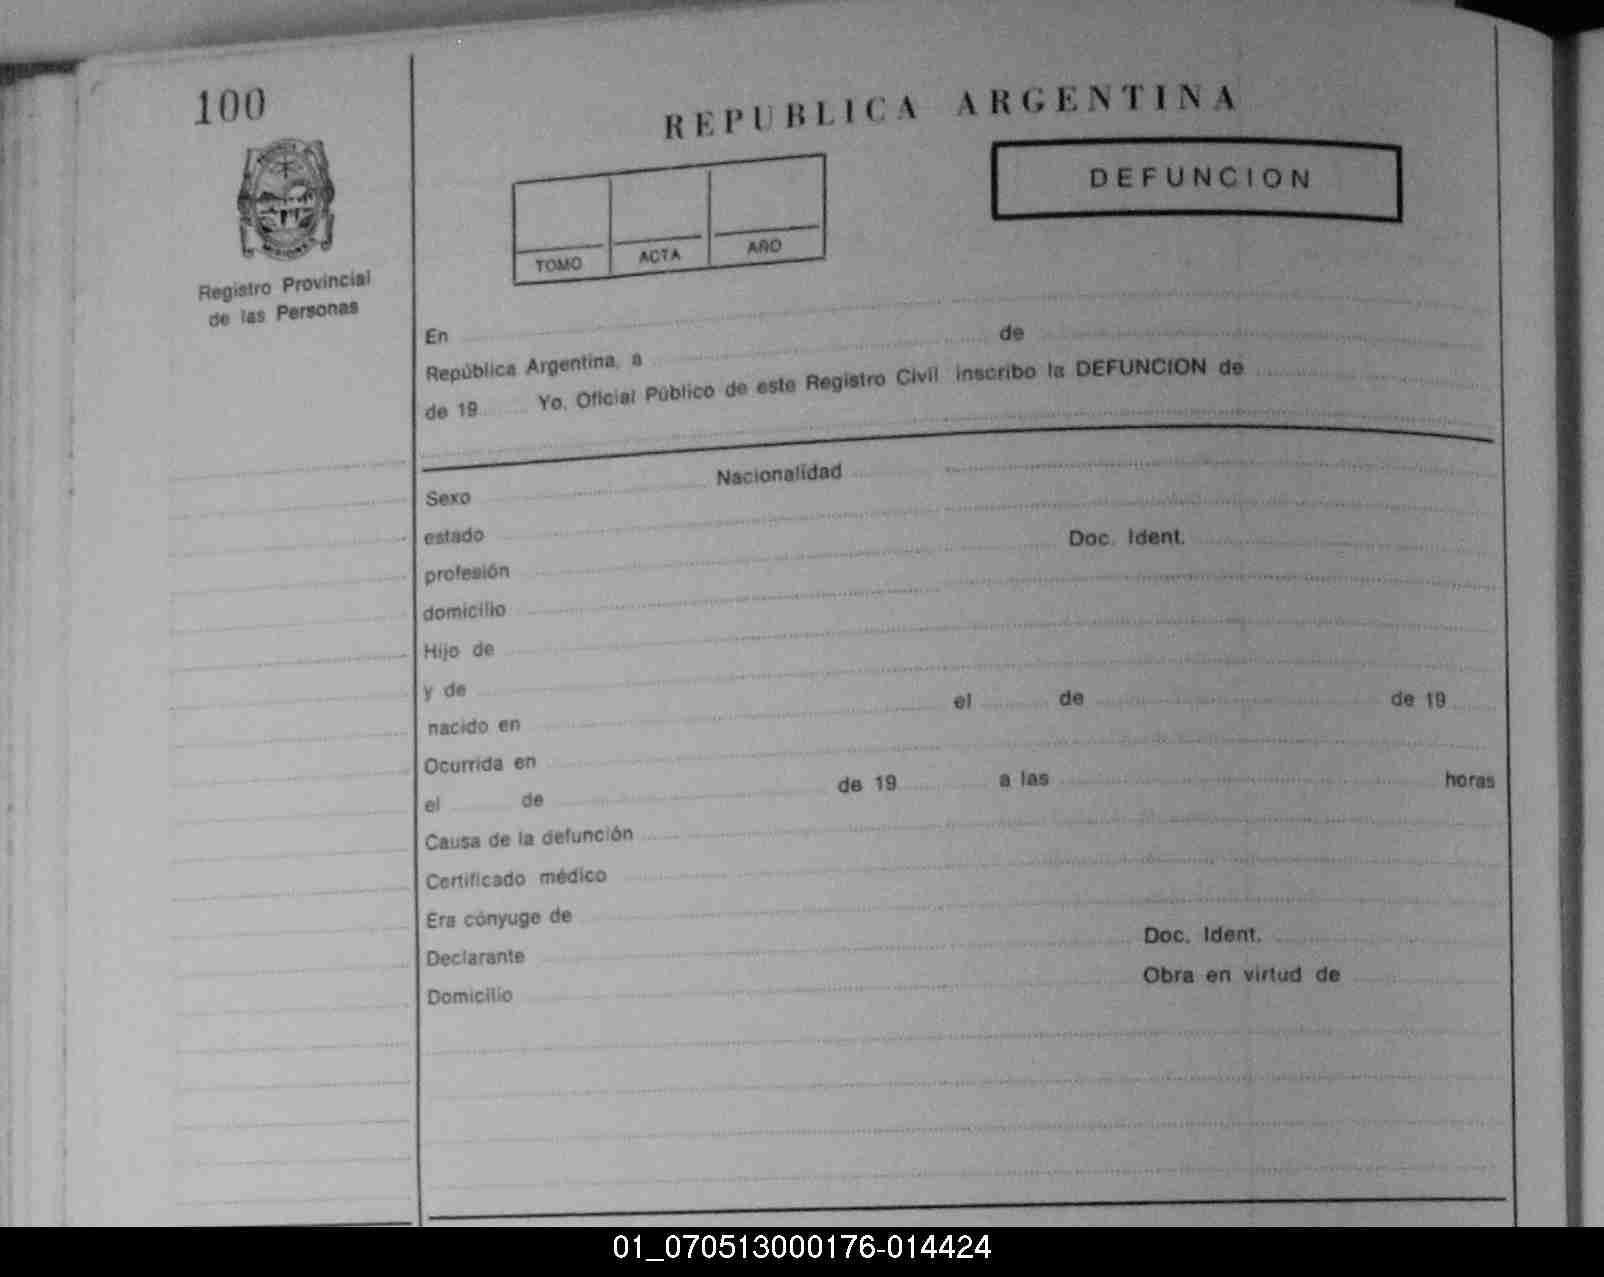 100
REPUBLICA ARGENTINA
DEFUNCION
TOMO ACTA AÑO
Registro Provincial
de las Personas
En
República Argentina, a de
de 19 Yo, Oficial Público de este Registro Civil inscribo la DEFUNCION de
Sexo Nacionalidad
estado
profesión Doc. Ident.
domicilio
Hijo de
y de
nacido en el de de 19
Ocurrida en
el de de 19 a las horas
Causa de la defunción
Certificado médico
Era cónyuge de
Declarante Doc. Ident.
Domicilio Obra en virtud de
01_070513000176-014424